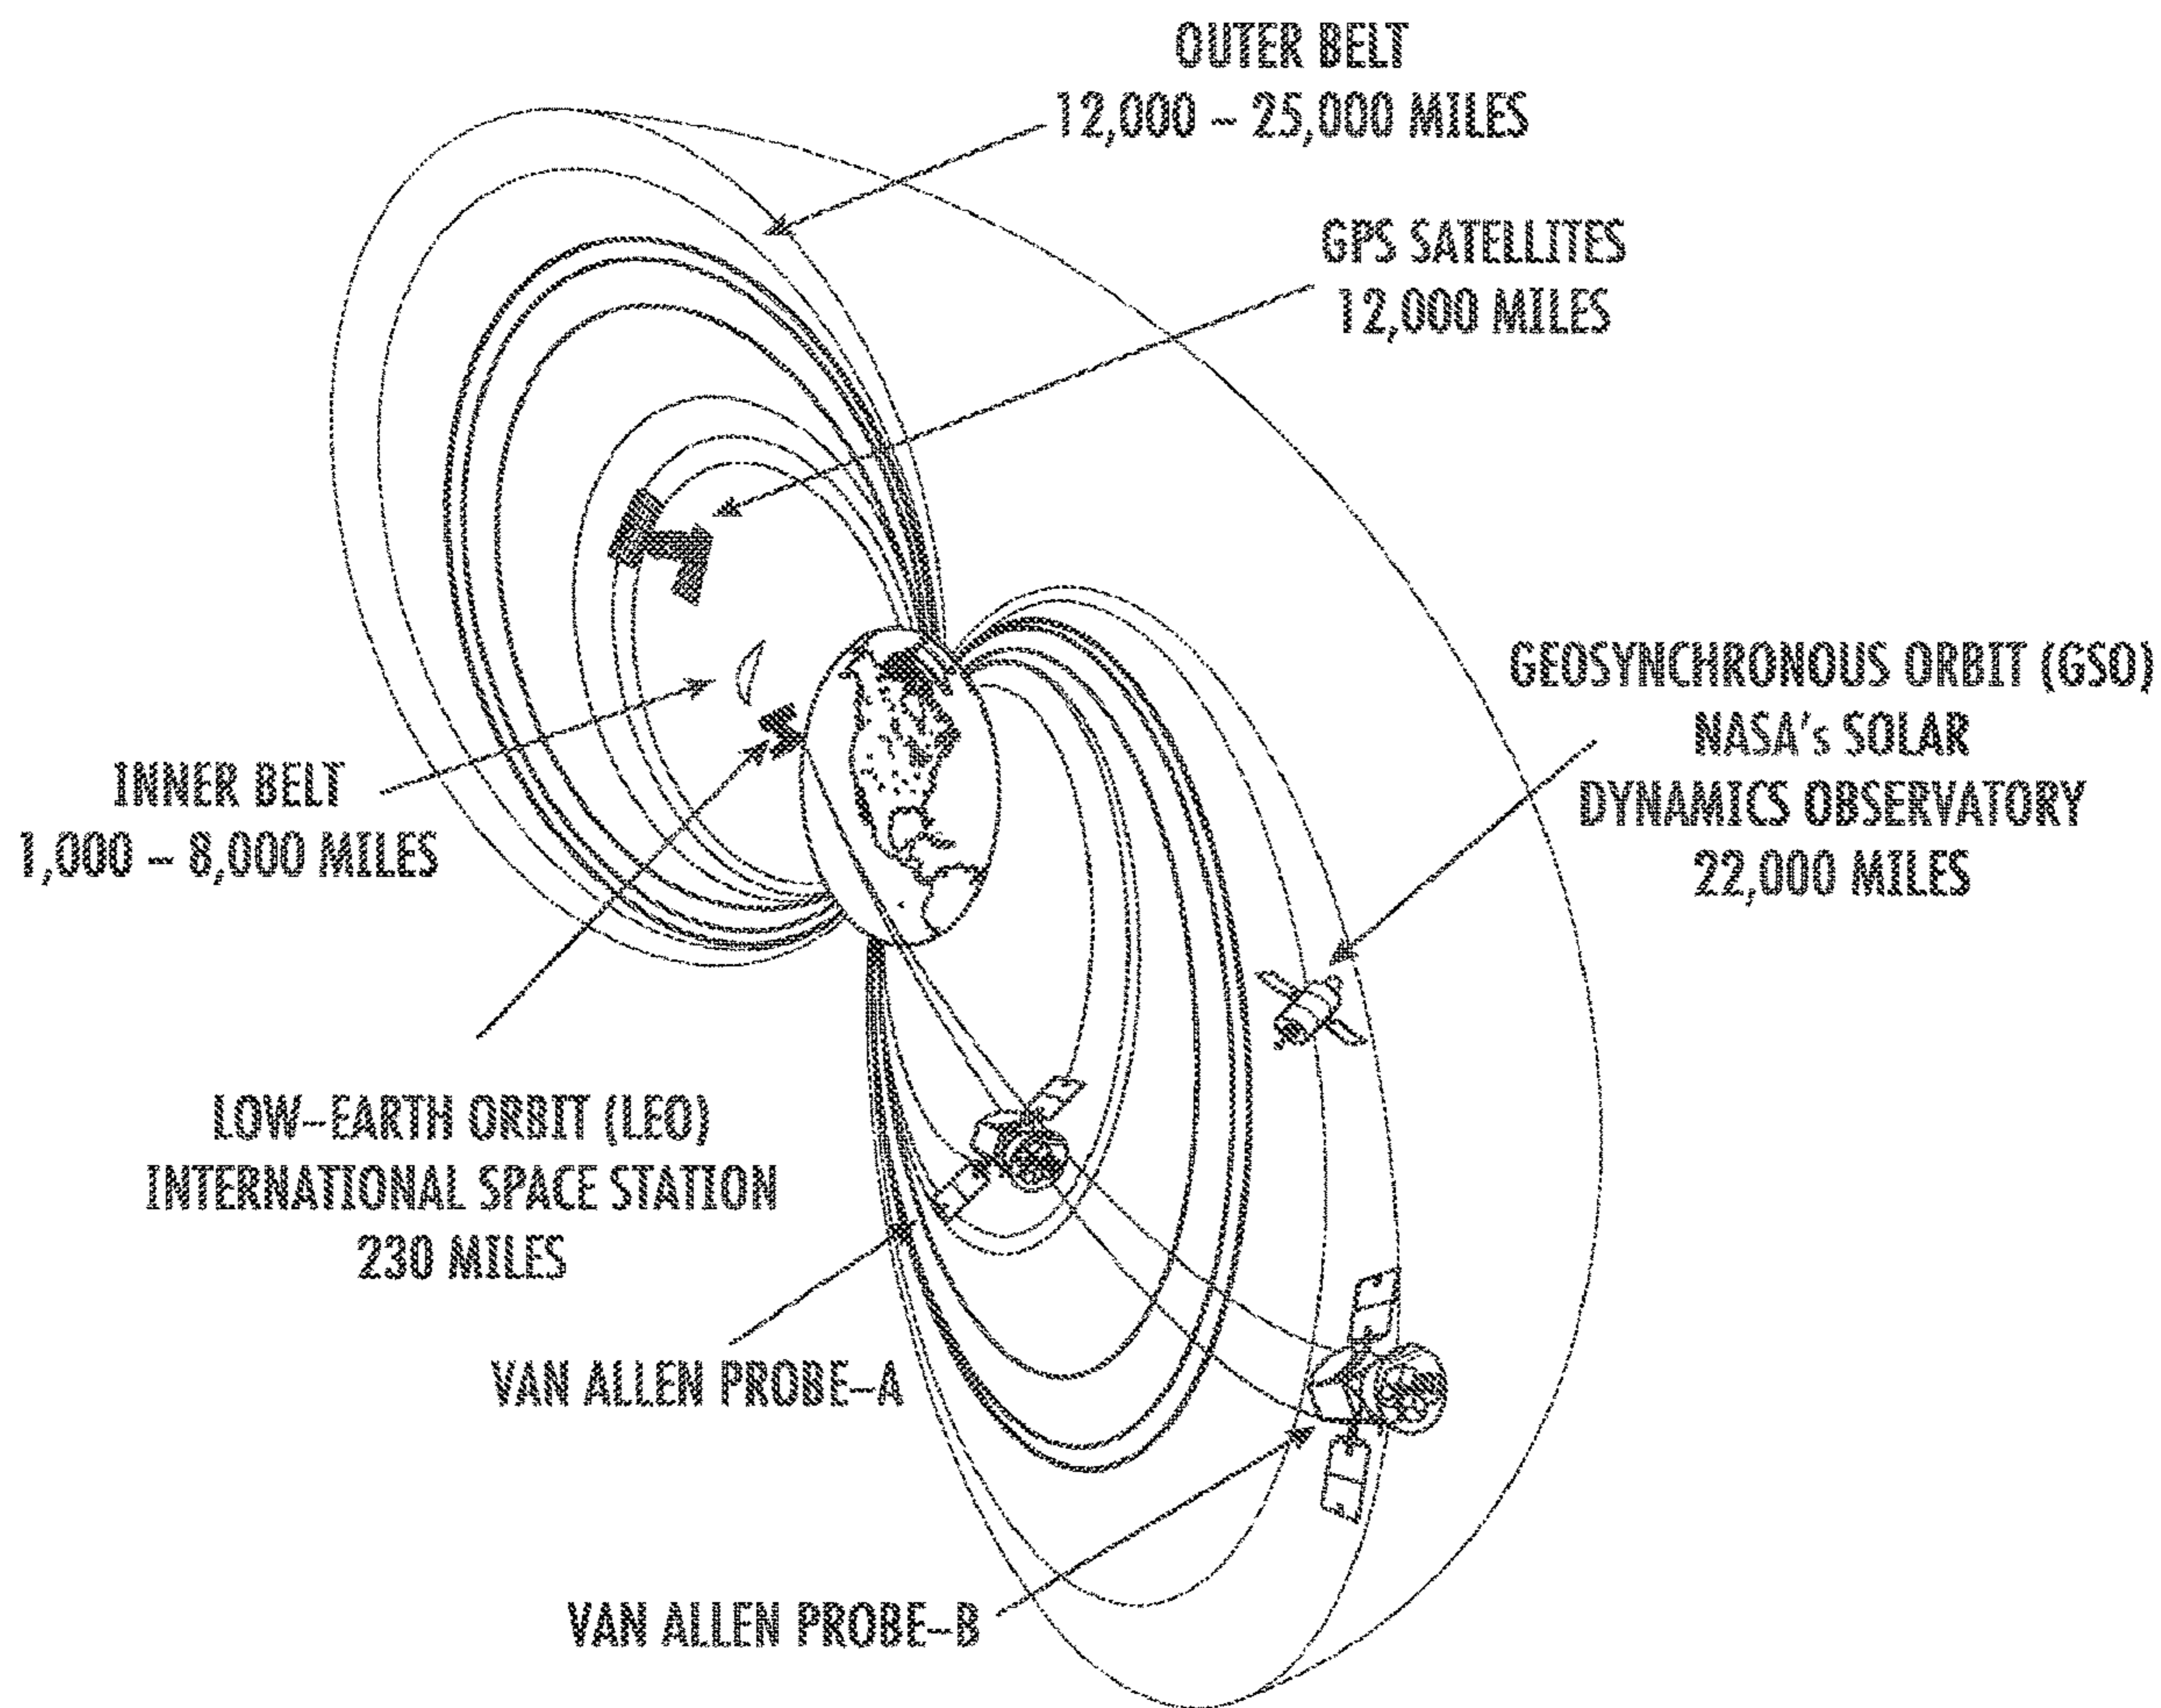 OUTER BELT
12,000 – 25,000 MILES
GPS SATELLITES
12,000 MILES
GEOSYNCHRONOUS ORBIT (GSO)
NASA's SOLAR
DYNAMICS OBSERVATORY
22,000 MILES
INNER BELT
1,000 – 8,000 MILES
LOW–EARTH ORBIT (LEO)
INTERNATIONAL SPACE STATION
230 MILES
VAN ALLEN PROBE–A
VAN ALLEN PROBE–B